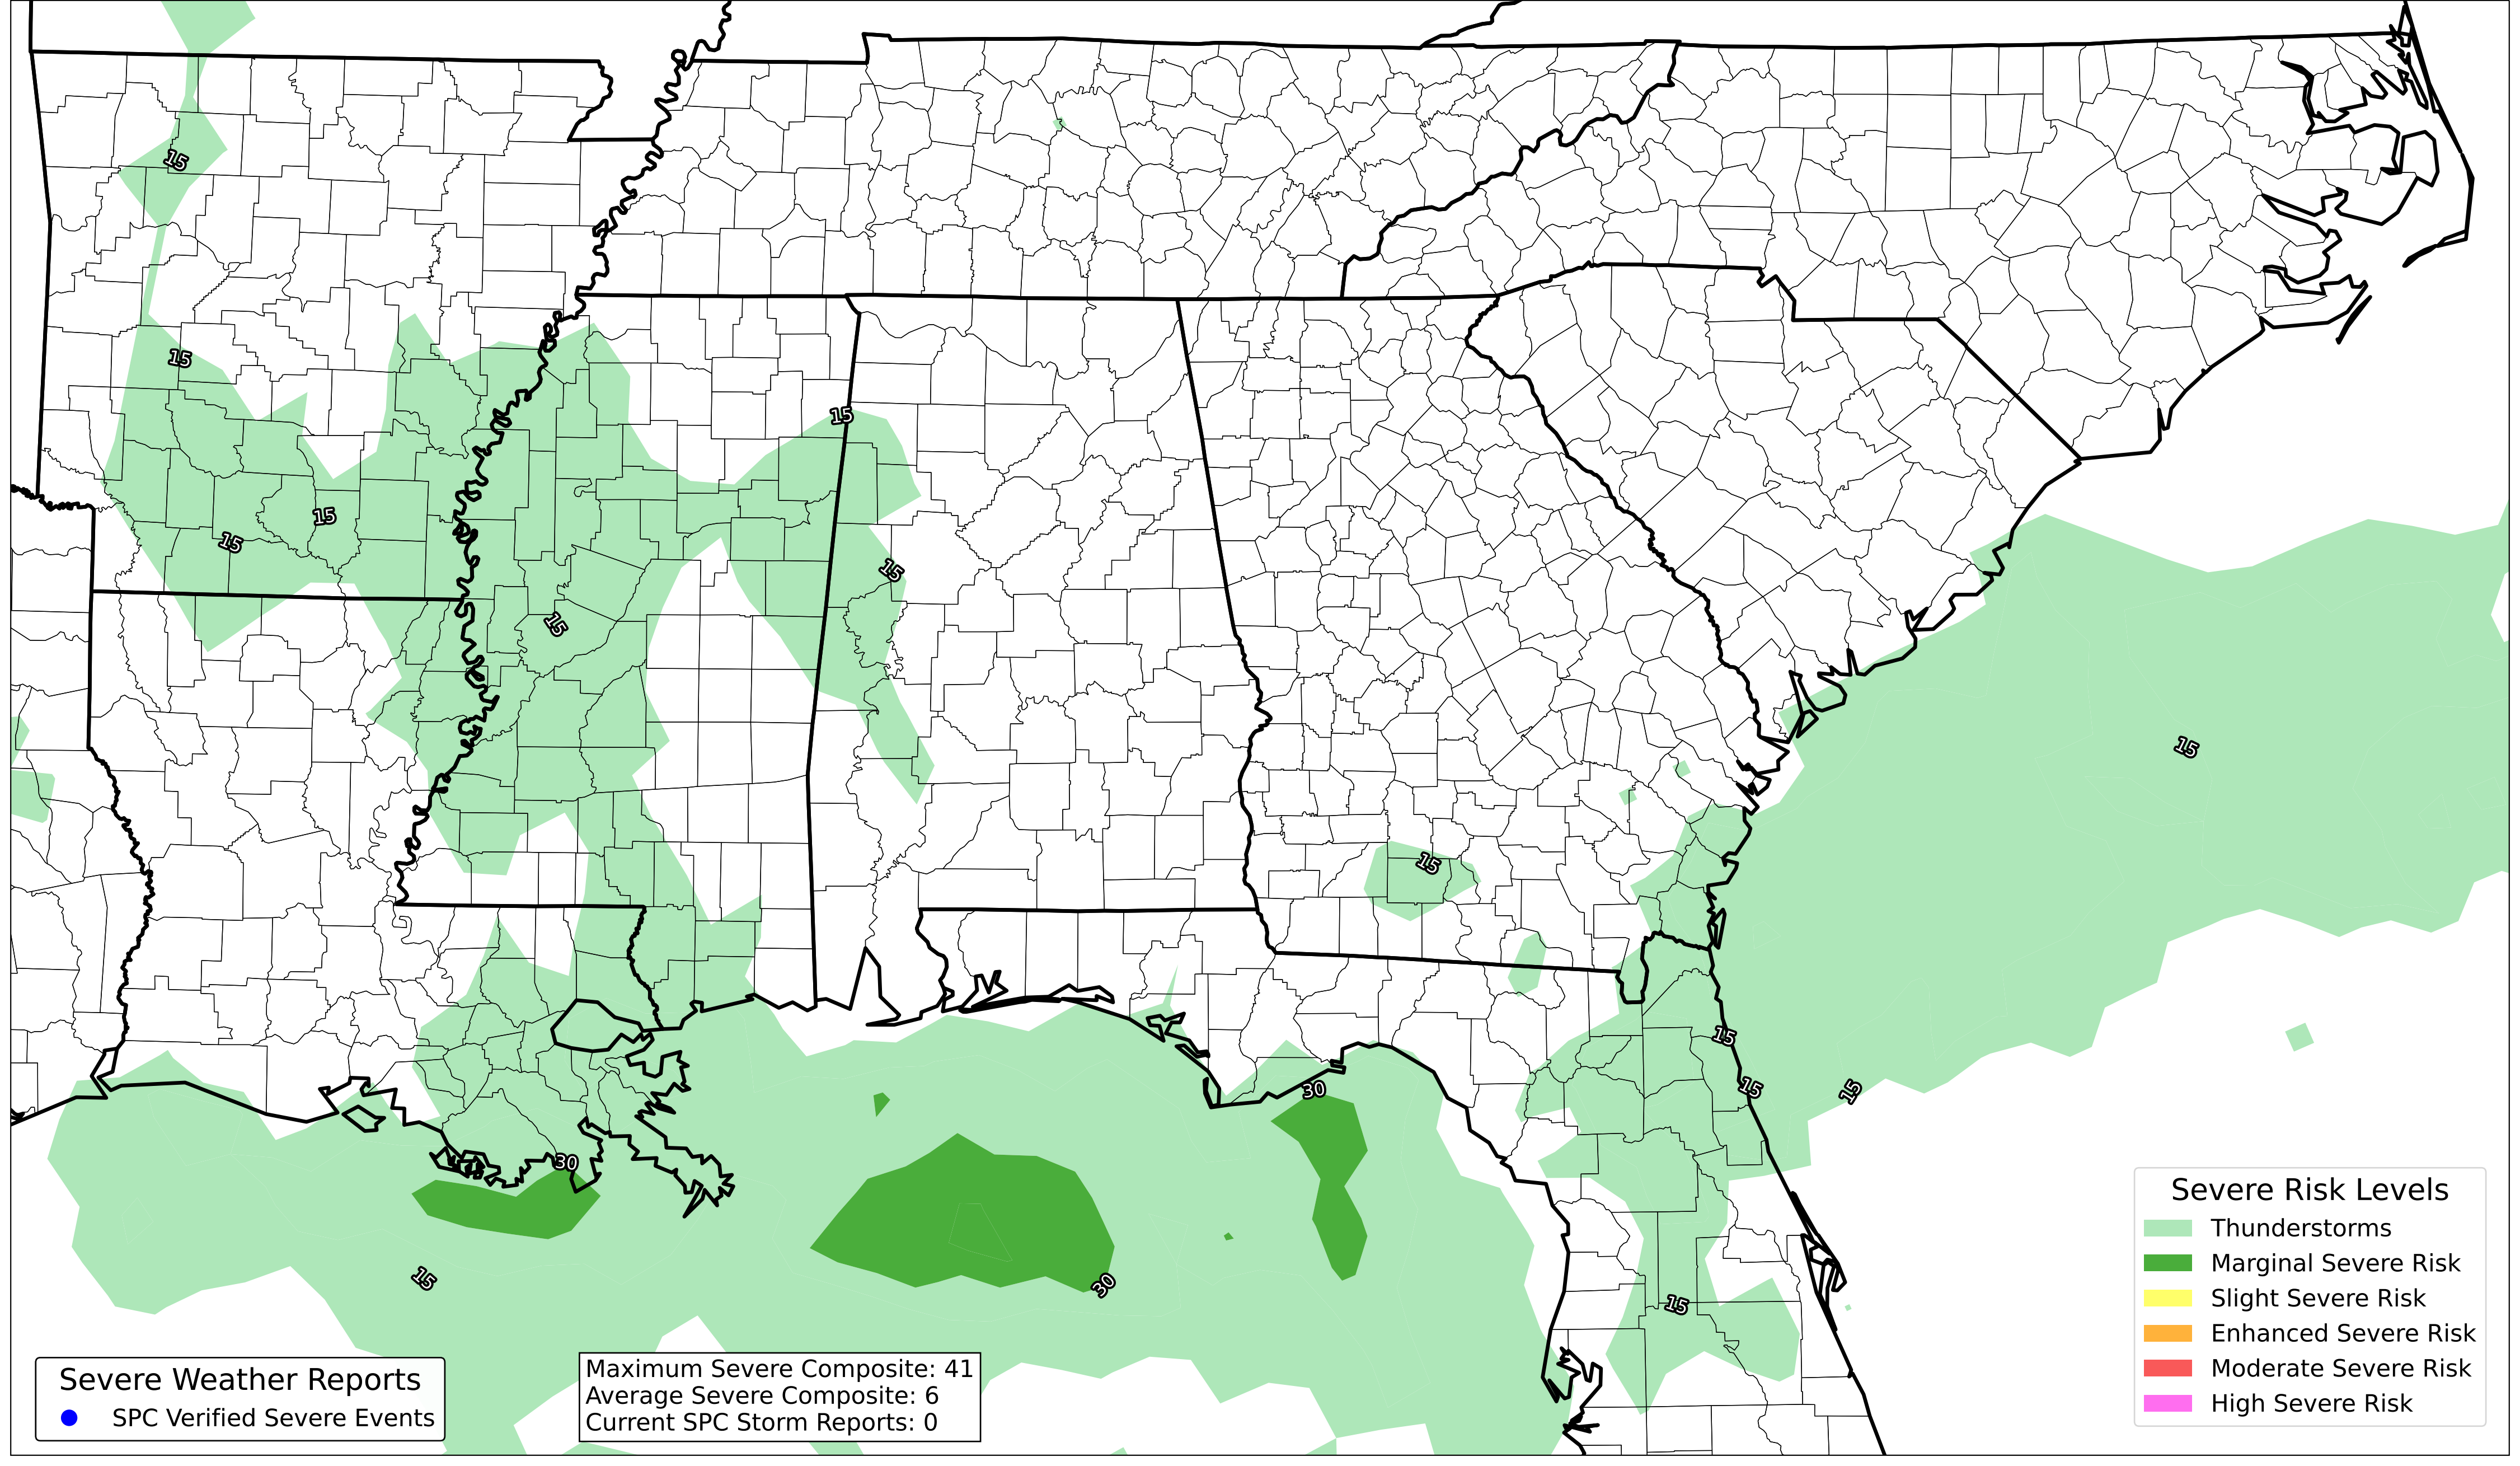 15
15
15
15
15
15
15
15
15
30
15
15
15
30
15
30
15
Severe Risk Levels
Thunderstorms
Marginal Severe Risk
Slight Severe Risk
Enhanced Severe Risk
Moderate Severe Risk
High Severe Risk
Severe Weather Reports
SPC Verified Severe Events
Maximum Severe Composite: 41
Average Severe Composite: 6
Current SPC Storm Reports: 0